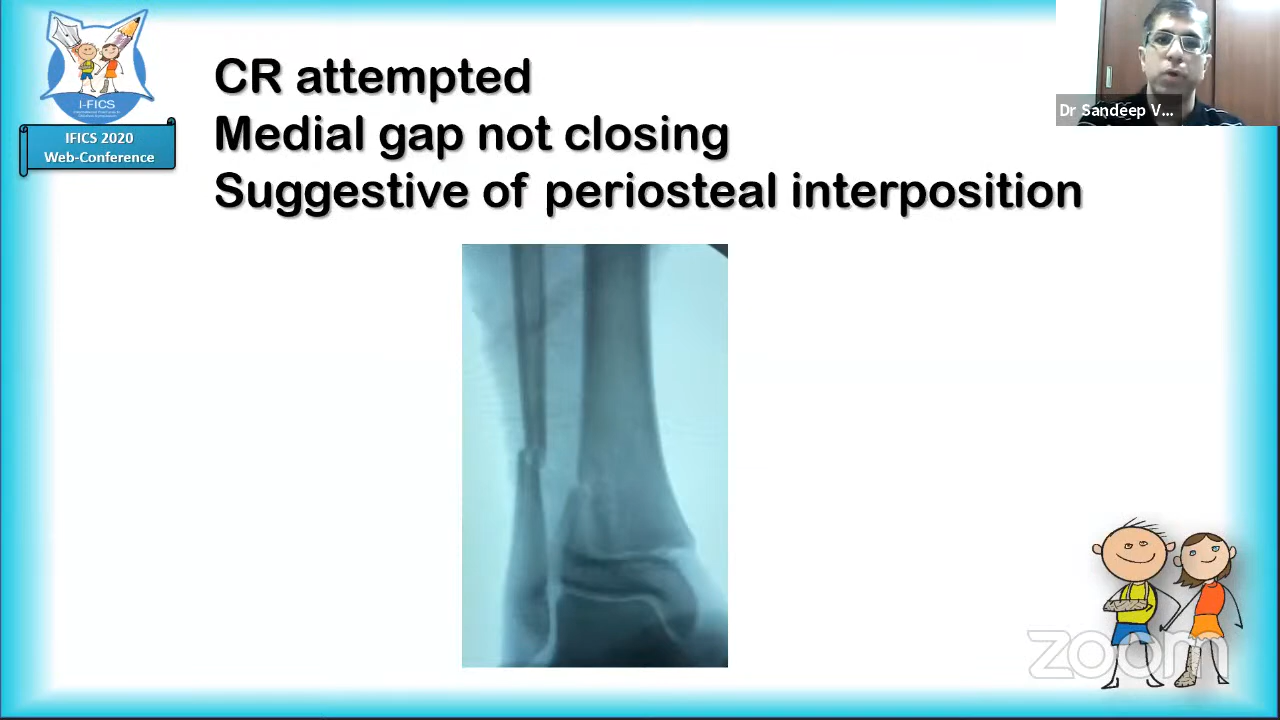 CR attempted
Medial gap not closing
Suggestive of periosteal interposition
I-FICS
IFICS 2020
Web-Conference
Dr Sandeep V...
zoom